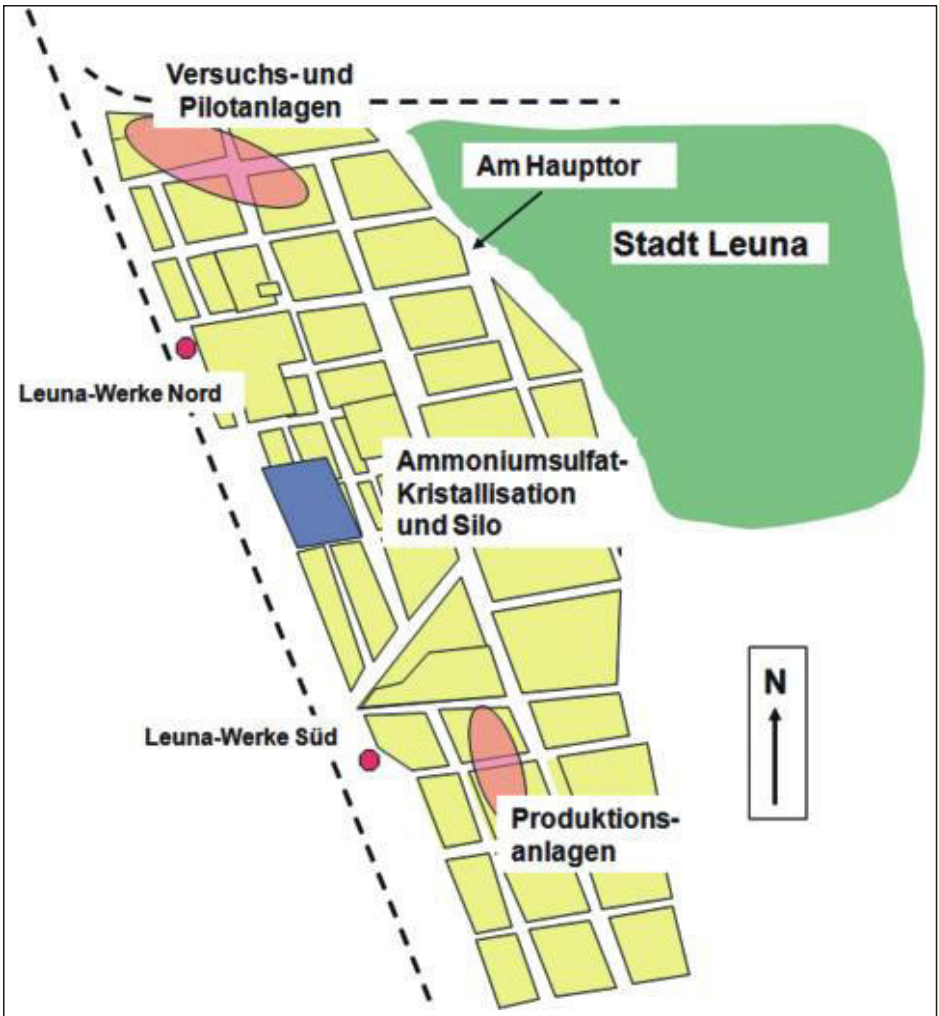 Versuchs- und
Pilotanlagen
Am Haupttor
Stadt Leuna
Leuna-Werke Nord
Ammoniumsulfat-
Kristallisation
und Silo
N
Leuna-Werke Süd
Produktions-
anlagen